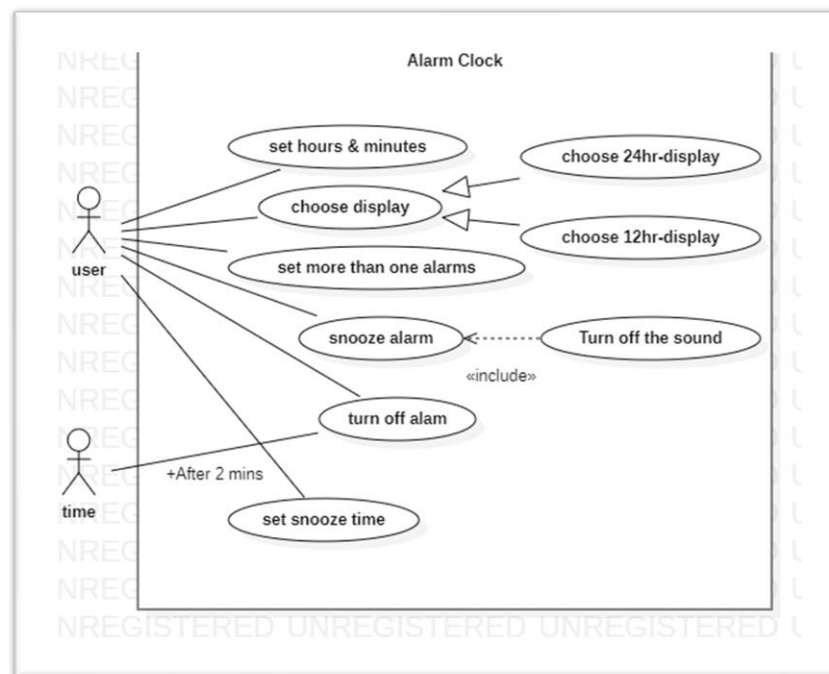 Alarm Clock
set hours & minutes
choose 24hr-display
choose display
choose 12hr-display
user
set more than one alarms
snooze alarm
Turn off the sound
«include»
turn off alam
+After 2 mins
time
set snooze time
NREGISTERED UNREGISTERED UNREGISTERED